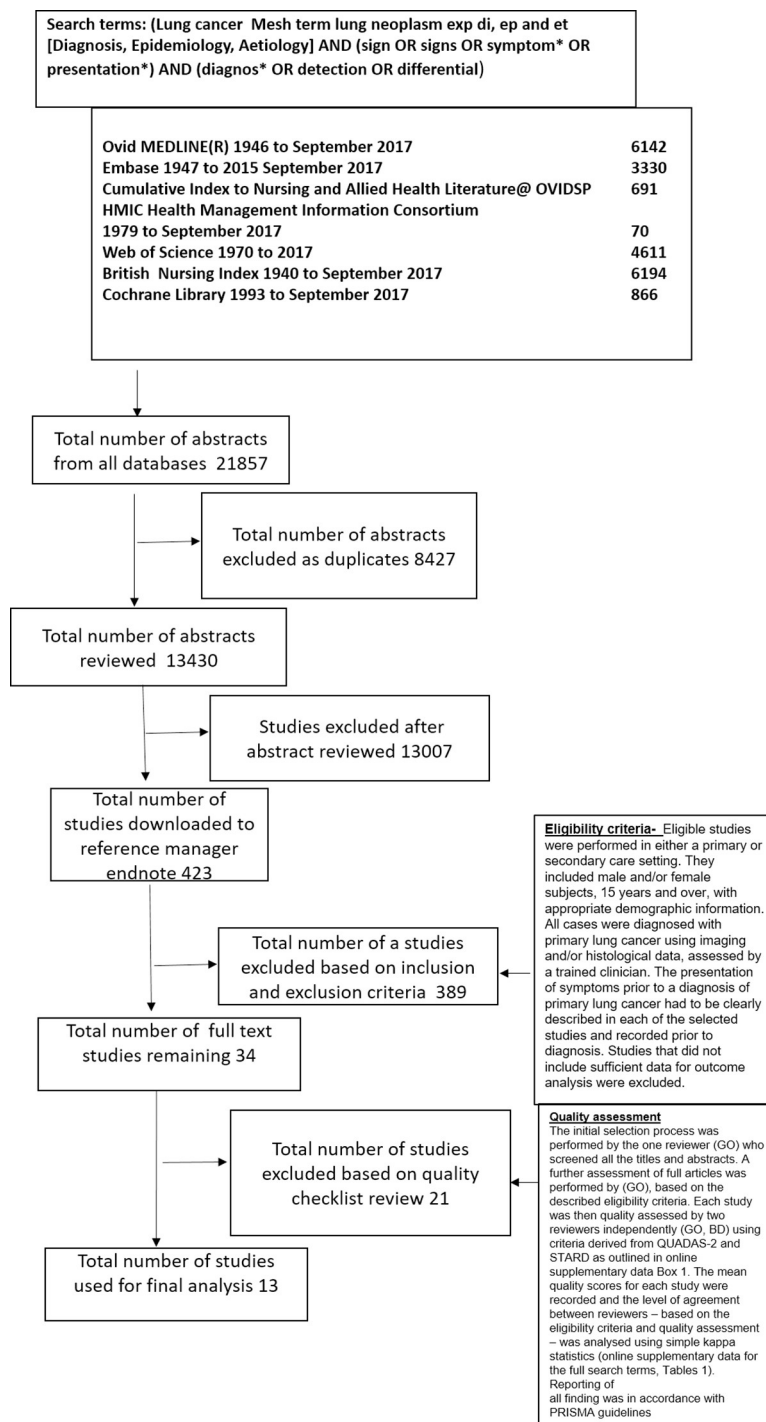 Search terms: (Lung cancer Mesh term lung neoplasm exp di, ep and et
[Diagnosis, Epidemiology, Aetiology] AND (sign OR signs OR symptom* OR
presentation*) AND (diagnos* OR detection OR differential)
Ovid MEDLINE(R) 1946 to September 2017 6142
Embase 1947 to 2015 September 2017 3330
Cumulative Index to Nursing and Allied Health Literature@ OVIDSP 691
HMIC Health Management Information Consortium
1979 to September 2017 70
Web of Science 1970 to 2017 4611
British Nursing Index 1940 to September 2017 6194
Cochrane Library 1993 to September 2017 866
Total number of abstracts
from all databases 21857
Total number of abstracts
excluded as duplicates 8427
Total number of abstracts
reviewed 13430
Studies excluded after
abstract reviewed 13007
Total number of
studies downloaded to
reference manager
endnote 423
Total number of a studies
excluded based on inclusion
and exclusion criteria 389
Eligibility criteria- Eligible studies
were performed in either a primary or
secondary care setting. They
included male and/or female
subjects, 15 years and over, with
appropriate demographic information.
All cases were diagnosed with
primary lung cancer using imaging
and/or histological data, assessed by
a trained clinician. The presentation
of symptoms prior to a diagnosis of
primary lung cancer had to be clearly
described in each of the selected
studies and recorded prior to
diagnosis. Studies that did not
include sufficient data for outcome
analysis were excluded.
Total number of full text
studies remaining 34
Total number of studies
excluded based on quality
checklist review 21
Quality assessment
The initial selection process was
performed by the one reviewer (GO) who
screened all the titles and abstracts. A
further assessment of full articles was
performed by (GO), based on the
described eligibility criteria. Each study
was then quality assessed by two
reviewers independently (GO, BD) using
criteria derived from QUADAS-2 and
STARD as outlined in online
supplementary data Box 1. The mean
quality scores for each study were
recorded and the level of agreement
between reviewers – based on the
eligibility criteria and quality assessment
– was analysed using simple kappa
statistics (online supplementary data for
the full search terms, Tables 1).
Reporting of
all finding was in accordance with
PRISMA guidelines
Total number of studies
used for final analysis 13